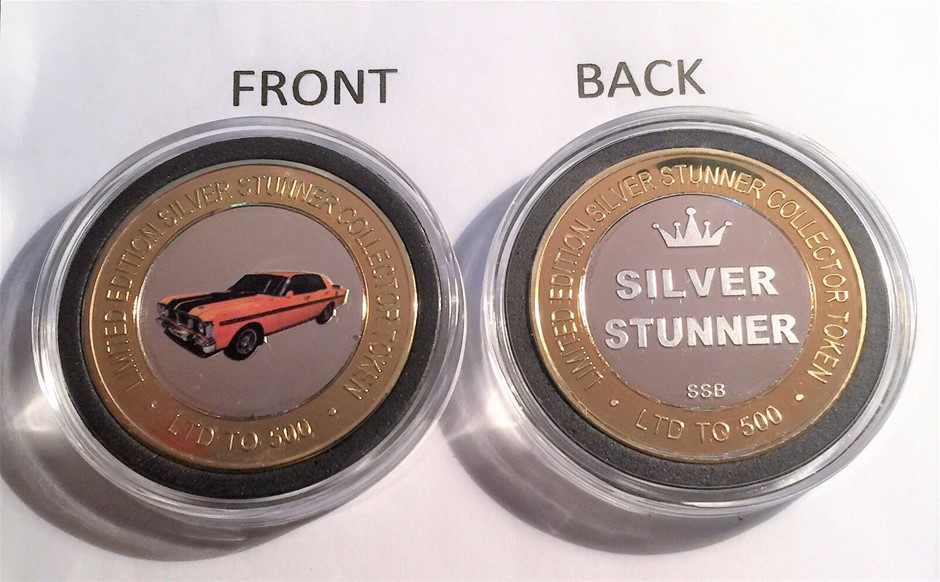 FRONT
BACK
LIMITED EDITION SILVER STUNNER COLLECTOR TOKEN
• LTD TO 500 •
LIMITED EDITION SILVER STUNNER COLLECTOR TOKEN
SILVER
STUNNER
SSB
• LTD TO 500 •